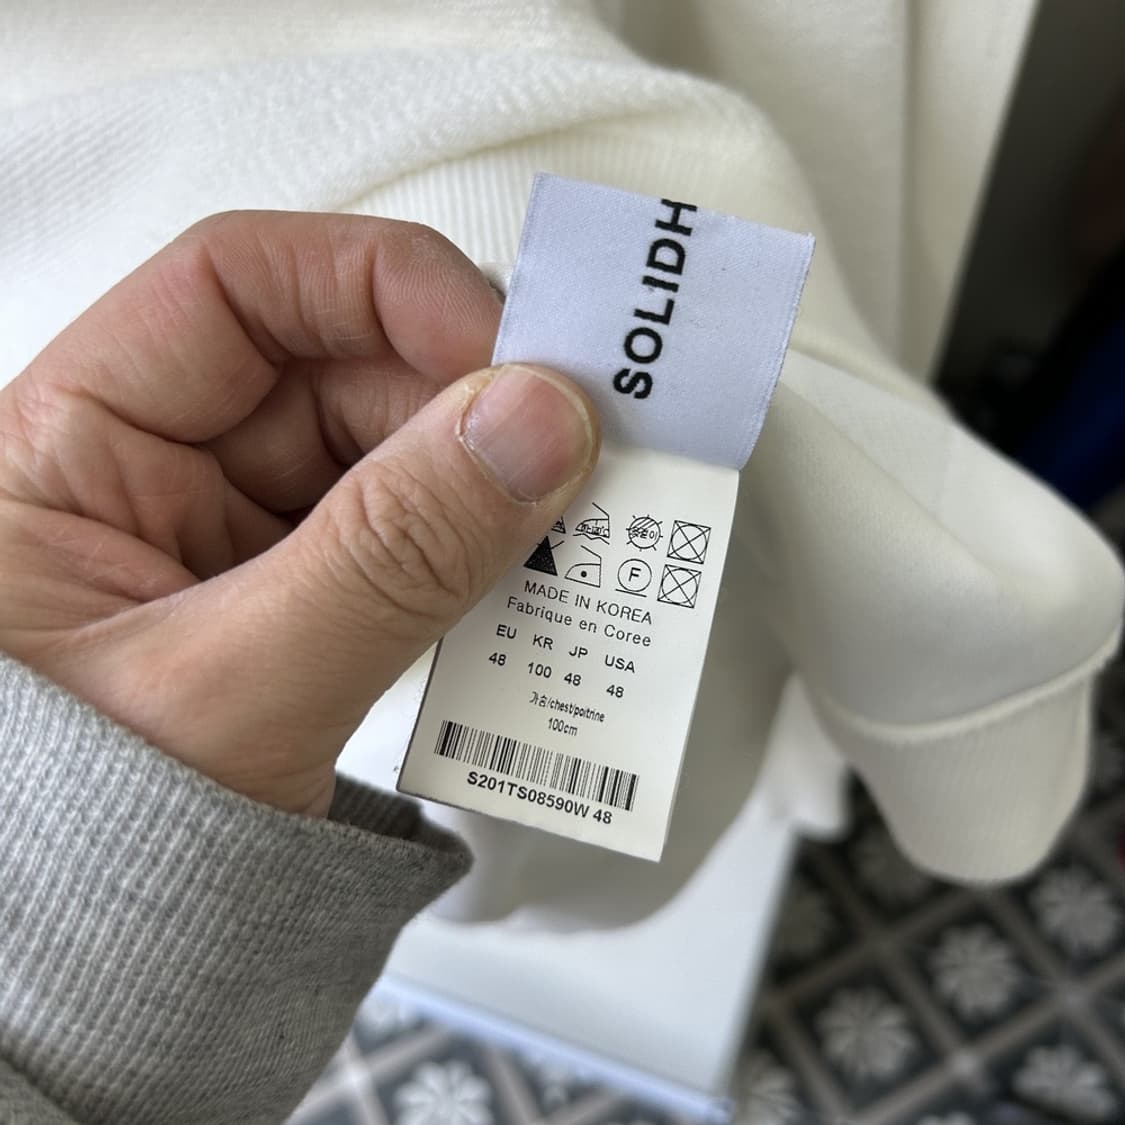 SOLIDH
F
MADE IN KOREA
Fabrique en Coree
EU KR JP USA
48 100 48 48
가슴/chest/poitrine
100cm
S201TS08590W 48